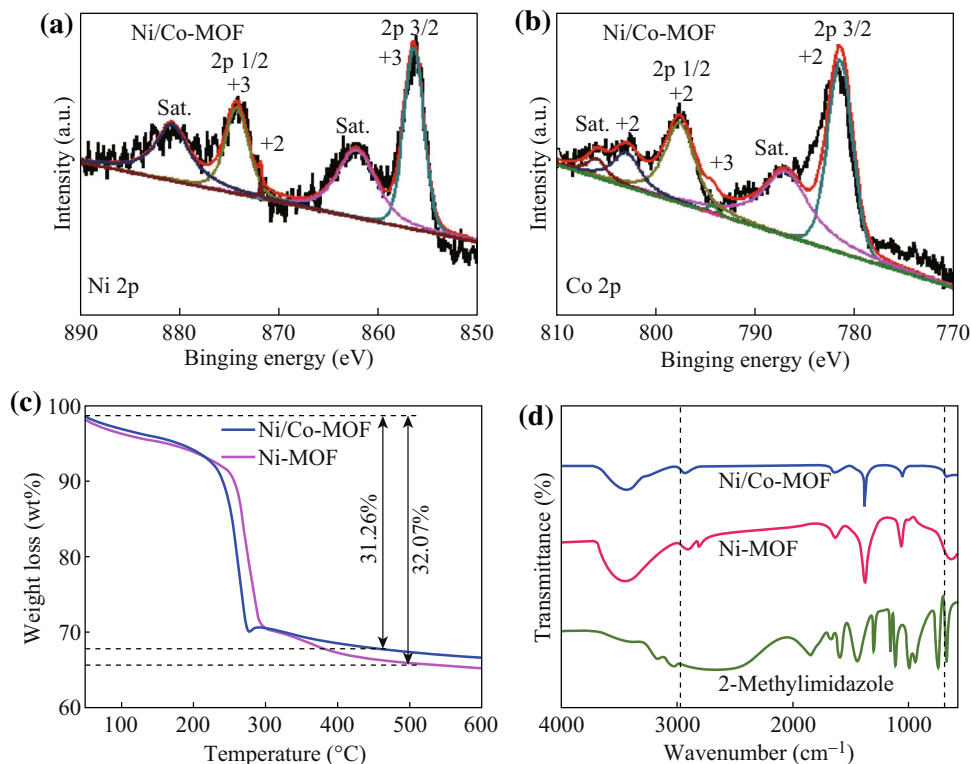 (a)
Ni/Co-MOF
2p 3/2
+3
2p 1/2
+3
Sat.
+2
Sat.
Intensity (a.u.)
Ni 2p
890 880 870 860 850
Binging energy (eV)
(b)
Ni/Co-MOF
2p 3/2
+2
2p 1/2
+2
Sat. +2
+3
Sat.
Intensity (a.u.)
Co 2p
810 800 790 780 770
Binging energy (eV)
(c)
100
90
80
70
60
Weight loss (wt%)
Ni/Co-MOF
Ni-MOF
31.26%
32.07%
100 200 300 400 500 600
Temperature (°C)
(d)
Transmittance (%)
Ni/Co-MOF
Ni-MOF
2-Methylimidazole
4000 3000 2000 1000
Wavenumber (cm⁻¹)